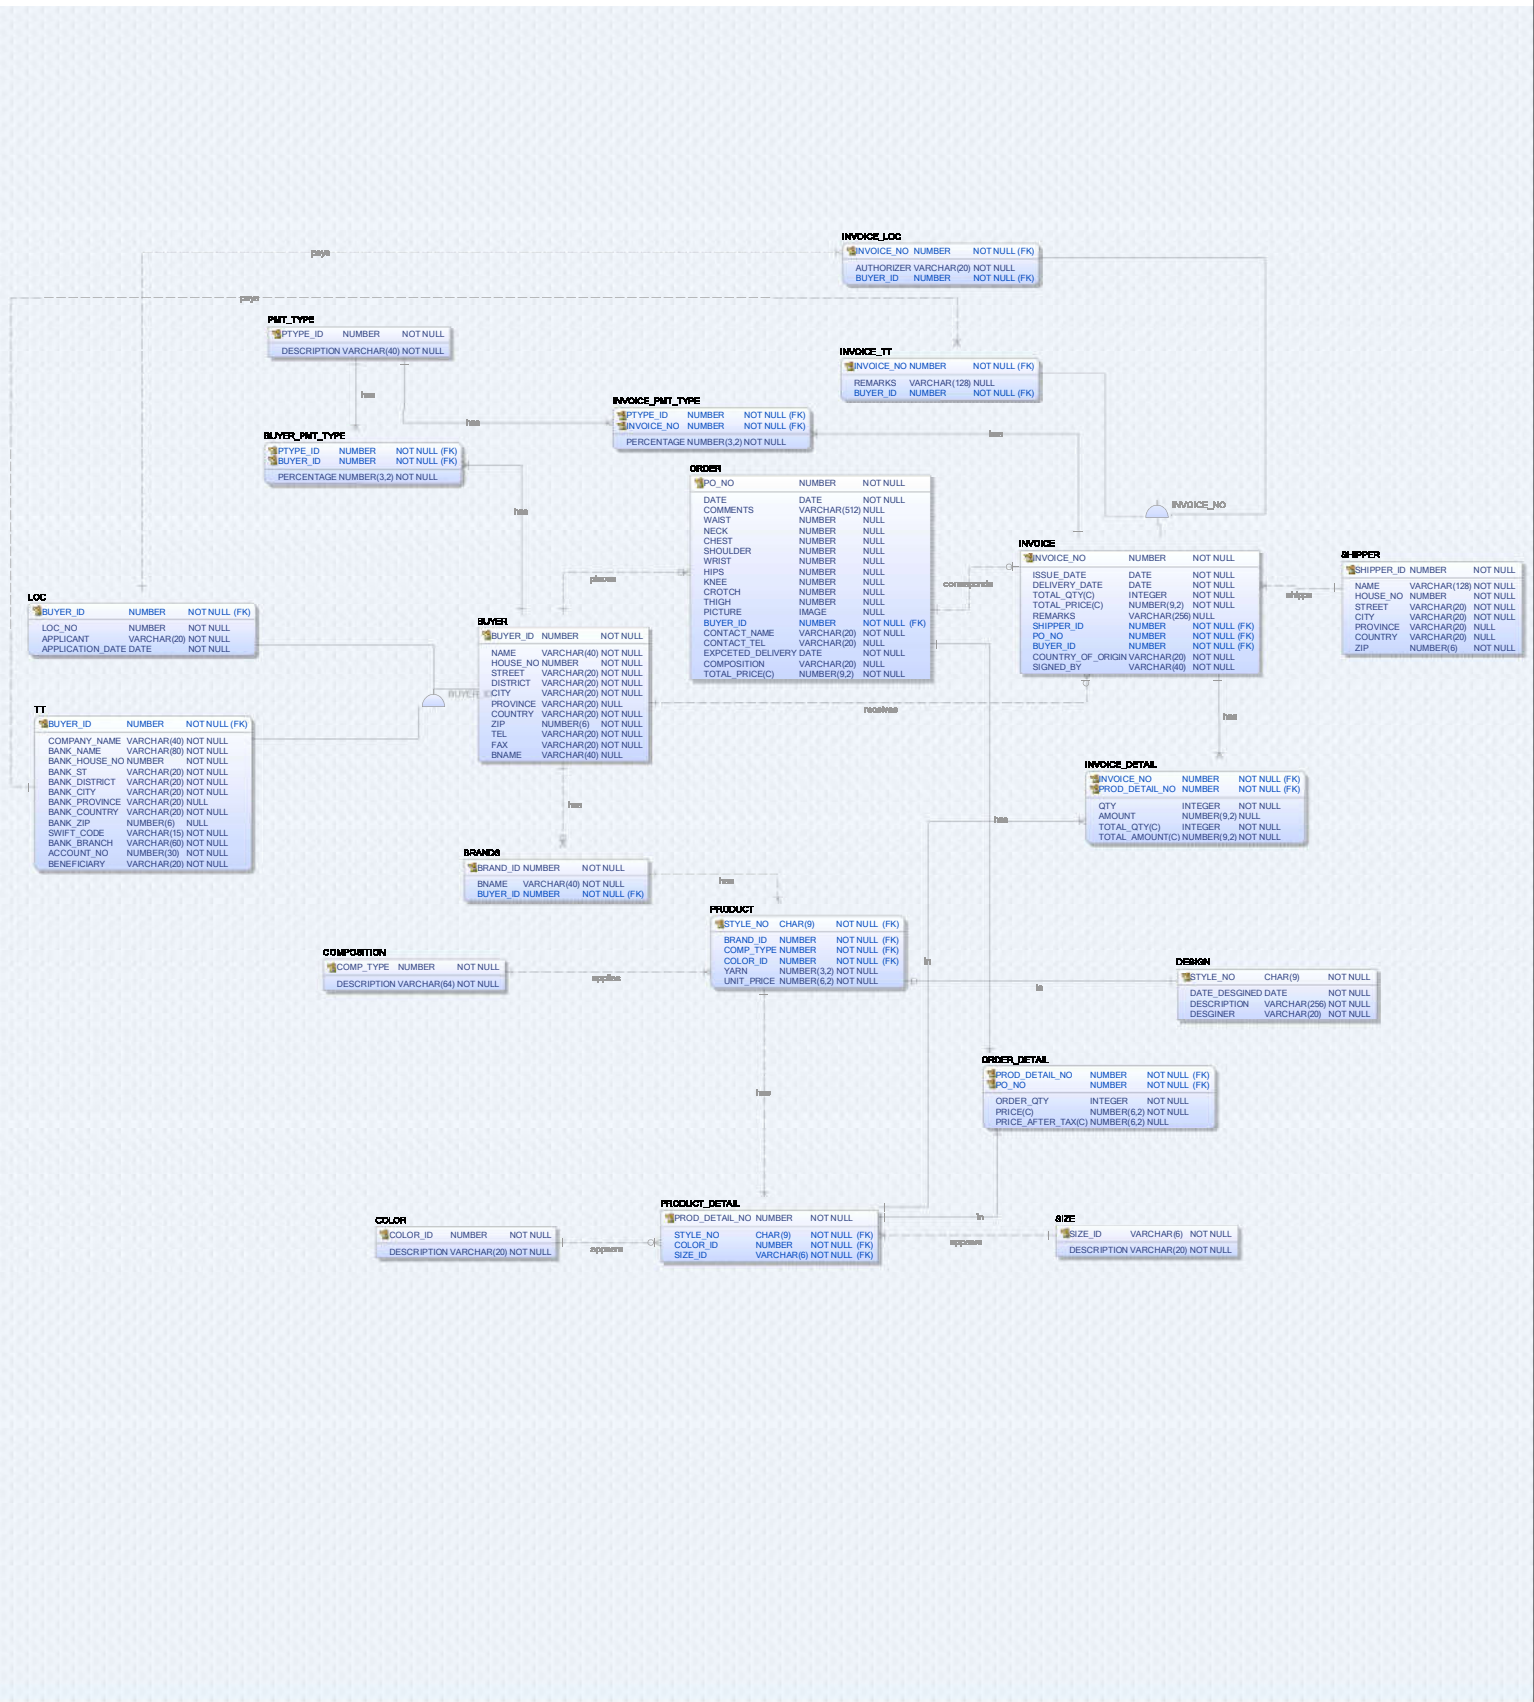 INVOICE_LOC
INVOICE_NO NUMBER NOT NULL (FK)
AUTHORIZER VARCHAR(20) NOT NULL
BUYER_ID NUMBER NOT NULL (FK)
pays
pays
PMT_TYPE
PTYPE_ID NUMBER NOT NULL
DESCRIPTION VARCHAR(40) NOT NULL
INVOICE_TT
INVOICE_NO NUMBER NOT NULL (FK)
REMARKS VARCHAR(128) NULL
BUYER_ID NUMBER NOT NULL (FK)
has
has
INVOICE_PMT_TYPE
PTYPE_ID NUMBER NOT NULL (FK)
INVOICE_NO NUMBER NOT NULL (FK)
PERCENTAGE NUMBER(3,2) NOT NULL
has
BUYER_PMT_TYPE
PTYPE_ID NUMBER NOT NULL (FK)
BUYER_ID NUMBER NOT NULL (FK)
PERCENTAGE NUMBER(3,2) NOT NULL
has
ORDER
PO_NO NUMBER NOT NULL
DATE DATE NOT NULL
COMMENTS VARCHAR(512) NULL
WAIST NUMBER NULL
NECK NUMBER NULL
CHEST NUMBER NULL
SHOULDER NUMBER NULL
WRIST NUMBER NULL
HIPS NUMBER NULL
KNEE NUMBER NULL
CROTCH NUMBER NULL
THIGH NUMBER NULL
PICTURE IMAGE NULL
BUYER_ID NUMBER NOT NULL (FK)
CONTACT_NAME VARCHAR(20) NOT NULL
CONTACT_TEL VARCHAR(20) NULL
EXPCETED_DELIVERY DATE NOT NULL
COMPOSITION VARCHAR(20) NULL
TOTAL_PRICE(C) NUMBER(9,2) NOT NULL
INVOICE_NO
places
corresponds
INVOICE
INVOICE_NO NUMBER NOT NULL
ISSUE_DATE DATE NOT NULL
DELIVERY_DATE DATE NOT NULL
TOTAL_QTY(C) INTEGER NOT NULL
TOTAL_PRICE(C) NUMBER(9,2) NOT NULL
REMARKS VARCHAR(256) NULL
SHIPPER_ID NUMBER NOT NULL (FK)
PO_NO NUMBER NOT NULL (FK)
BUYER_ID NUMBER NOT NULL (FK)
COUNTRY_OF_ORIGIN VARCHAR(20) NOT NULL
SIGNED_BY VARCHAR(40) NULL
ships
SHIPPER
SHIPPER_ID NUMBER NOT NULL
NAME VARCHAR(128) NOT NULL
HOUSE_NO NUMBER NOT NULL
STREET VARCHAR(20) NOT NULL
CITY VARCHAR(20) NOT NULL
PROVINCE VARCHAR(20) NULL
COUNTRY VARCHAR(20) NULL
ZIP NUMBER(6) NOT NULL
LOC
BUYER_ID NUMBER NOT NULL (FK)
LOC_NO NUMBER NOT NULL
APPLICANT VARCHAR(20) NOT NULL
APPLICATION_DATE DATE NOT NULL
BUYER
BUYER_ID NUMBER NOT NULL
NAME VARCHAR(40) NOT NULL
HOUSE_NO NUMBER NOT NULL
STREET VARCHAR(20) NOT NULL
DISTRICT VARCHAR(20) NOT NULL
CITY VARCHAR(20) NOT NULL
PROVINCE VARCHAR(20) NULL
COUNTRY VARCHAR(20) NOT NULL
ZIP NUMBER(6) NOT NULL
TEL VARCHAR(20) NOT NULL
FAX VARCHAR(20) NOT NULL
BNAME VARCHAR(40) NULL
BUYER_ID
receives
has
TT
BUYER_ID NUMBER NOT NULL (FK)
COMPANY_NAME VARCHAR(40) NOT NULL
BANK_NAME VARCHAR(80) NOT NULL
BANK_HOUSE_NO NUMBER NOT NULL
BANK_ST VARCHAR(20) NOT NULL
BANK_DISTRICT VARCHAR(20) NOT NULL
BANK_CITY VARCHAR(20) NOT NULL
BANK_PROVINCE VARCHAR(20) NULL
BANK_COUNTRY VARCHAR(20) NOT NULL
BANK_ZIP NUMBER(6) NULL
SWIFT_CODE VARCHAR(15) NOT NULL
BANK_BRANCH VARCHAR(60) NOT NULL
ACCOUNT_NO NUMBER(30) NOT NULL
BENEFICIARY VARCHAR(20) NOT NULL
INVOICE_DETAIL
INVOICE_NO NUMBER NOT NULL (FK)
PROD_DETAIL_NO NUMBER NOT NULL (FK)
QTY INTEGER NOT NULL
AMOUNT NUMBER(9,2) NULL
TOTAL_QTY(C) INTEGER NOT NULL
TOTAL_AMOUNT(C) NUMBER(9,2) NOT NULL
has
has
BRANDS
BRAND_ID NUMBER NOT NULL
BNAME VARCHAR(40) NOT NULL
BUYER_ID NUMBER NOT NULL (FK)
has
PRODUCT
STYLE_NO CHAR(9) NOT NULL (FK)
BRAND_ID NUMBER NOT NULL (FK)
COMP_TYPE NUMBER NOT NULL (FK)
COLOR_ID NUMBER NOT NULL (FK)
YARN NUMBER(3,2) NOT NULL
UNIT_PRICE NUMBER(6,2) NOT NULL
COMPOSITION
COMP_TYPE NUMBER NOT NULL
DESCRIPTION VARCHAR(64) NOT NULL
applies
in
is
DESIGN
STYLE_NO CHAR(9) NOT NULL
DATE_DESGINED DATE NOT NULL
DESCRIPTION VARCHAR(256) NOT NULL
DESGINER VARCHAR(20) NOT NULL
ORDER_DETAIL
PROD_DETAIL_NO NUMBER NOT NULL (FK)
PO_NO NUMBER NOT NULL (FK)
ORDER_QTY INTEGER NOT NULL
PRICE(C) NUMBER(6,2) NOT NULL
PRICE_AFTER_TAX(C) NUMBER(6,2) NULL
has
PRODUCT_DETAIL
PROD_DETAIL_NO NUMBER NOT NULL
STYLE_NO CHAR(9) NOT NULL (FK)
COLOR_ID NUMBER NOT NULL (FK)
SIZE_ID VARCHAR(6) NOT NULL (FK)
in
COLOR
COLOR_ID NUMBER NOT NULL
DESCRIPTION VARCHAR(20) NOT NULL
appears
appears
SIZE
SIZE_ID VARCHAR(6) NOT NULL
DESCRIPTION VARCHAR(20) NOT NULL